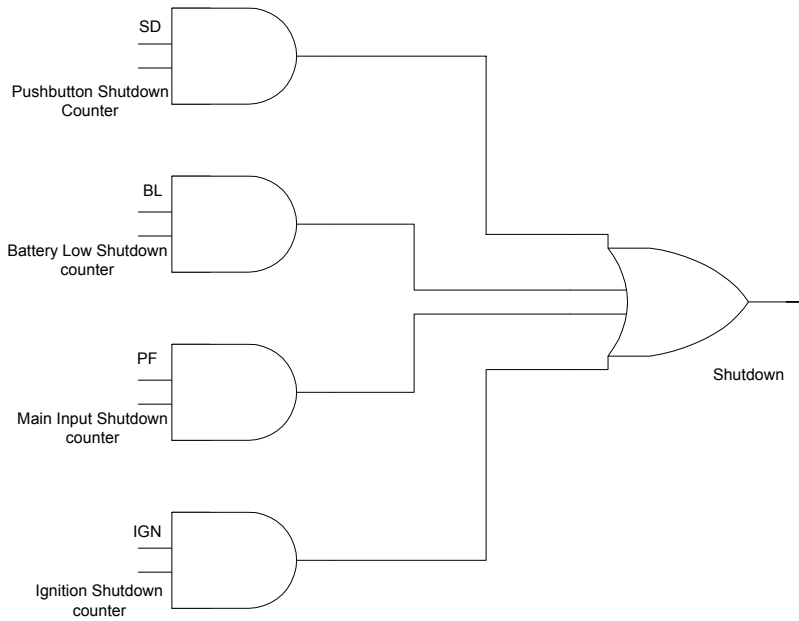 SD
Pushbutton Shutdown
Counter
BL
Battery Low Shutdown
counter
PF
Main Input Shutdown
counter
Shutdown
IGN
Ignition Shutdown
counter